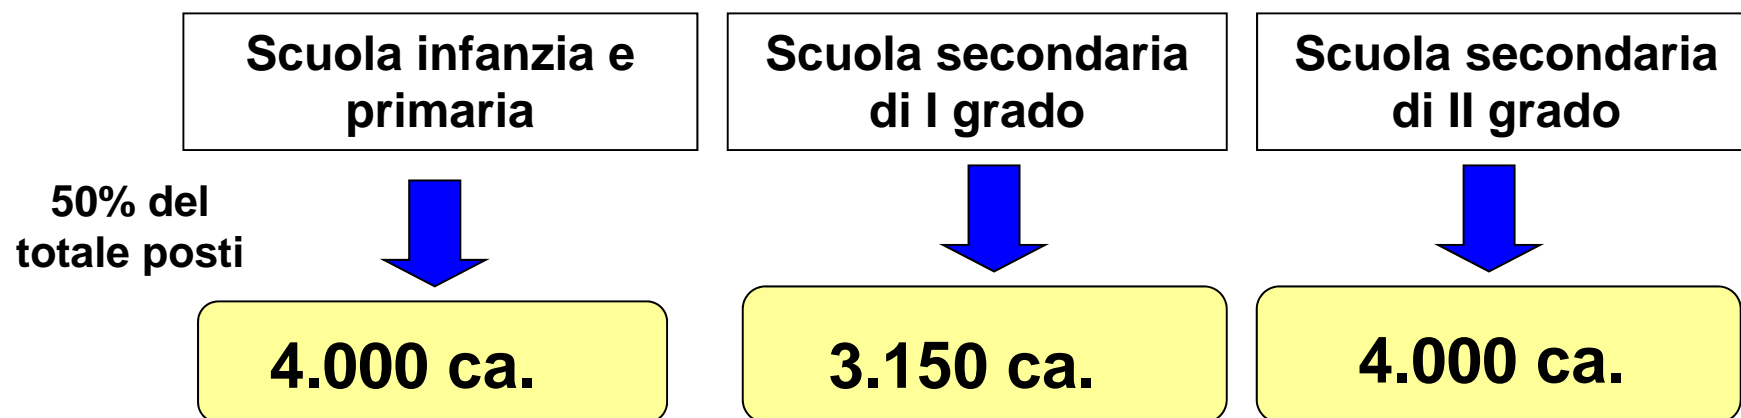 Scuola infanzia e
primaria
Scuola secondaria
di I grado
Scuola secondaria
di II grado
50% del
totale posti
4.000 ca.
3.150 ca.
4.000 ca.